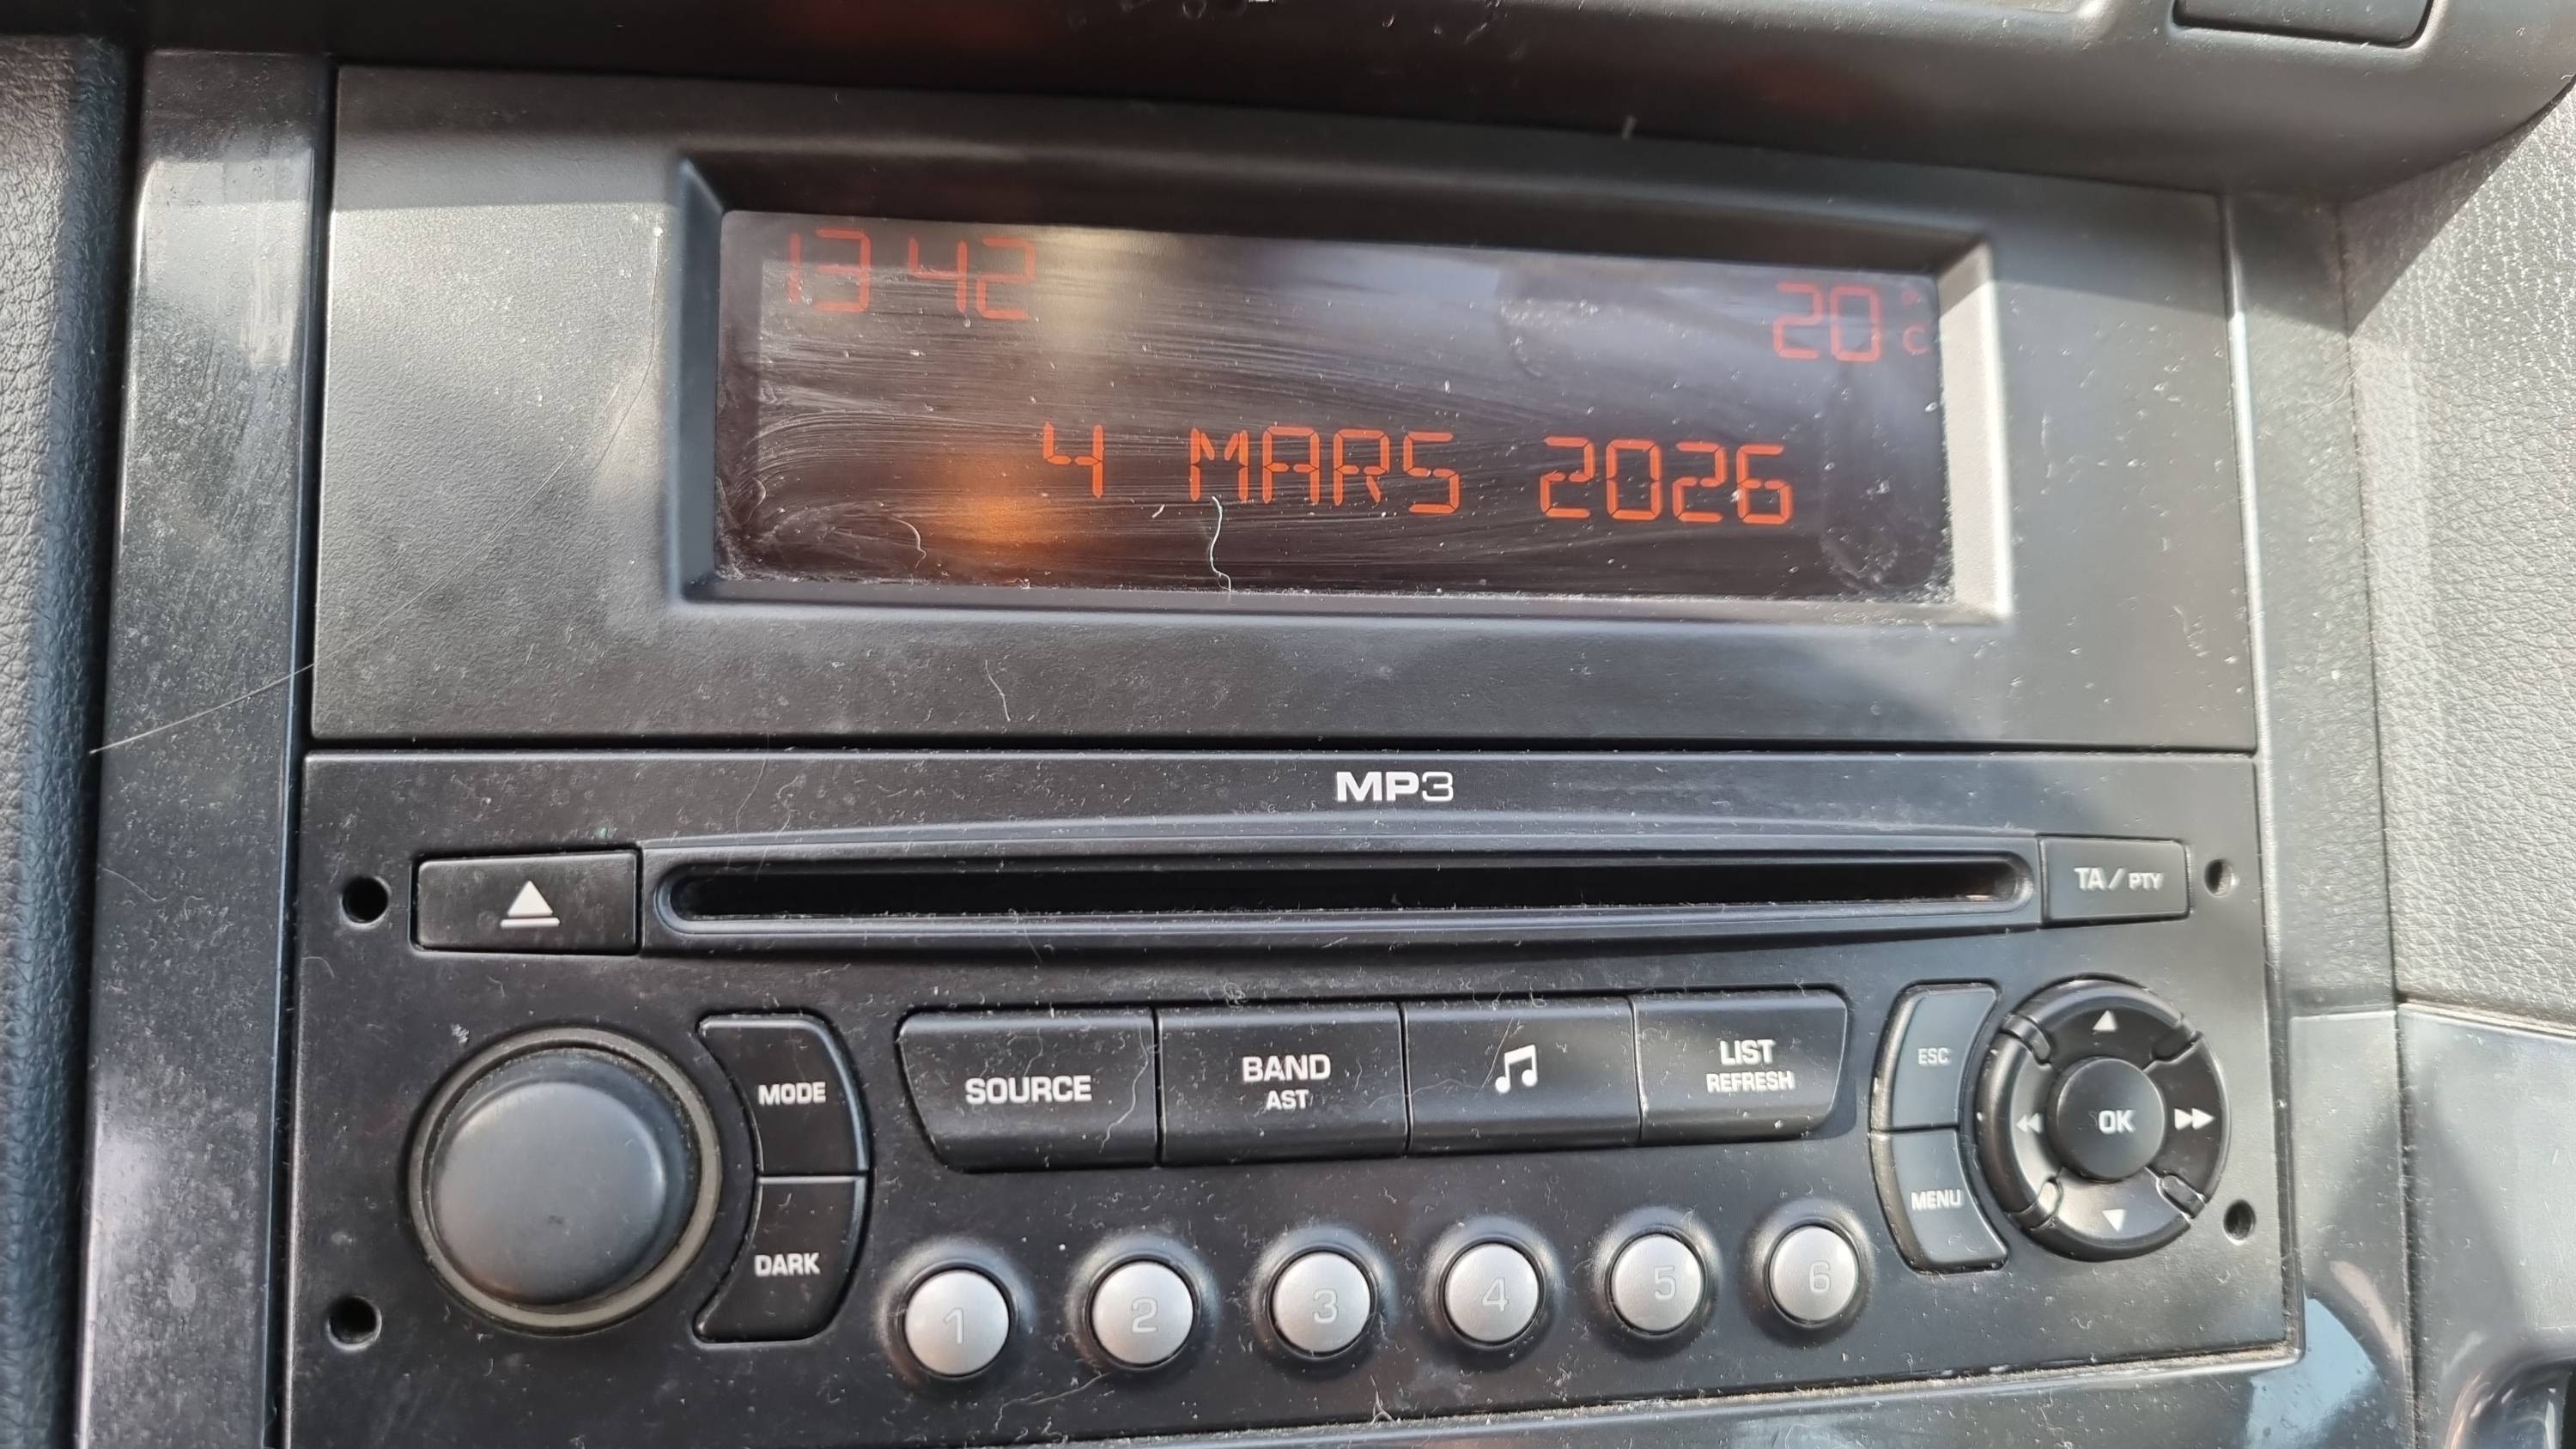 13 42
20°C
4 MARS 2026
MP3
TA/PTY
MODE
SOURCE
BAND
AST
LIST
REFRESH
ESC
OK
MENU
DARK
1 2 3 4 5 6